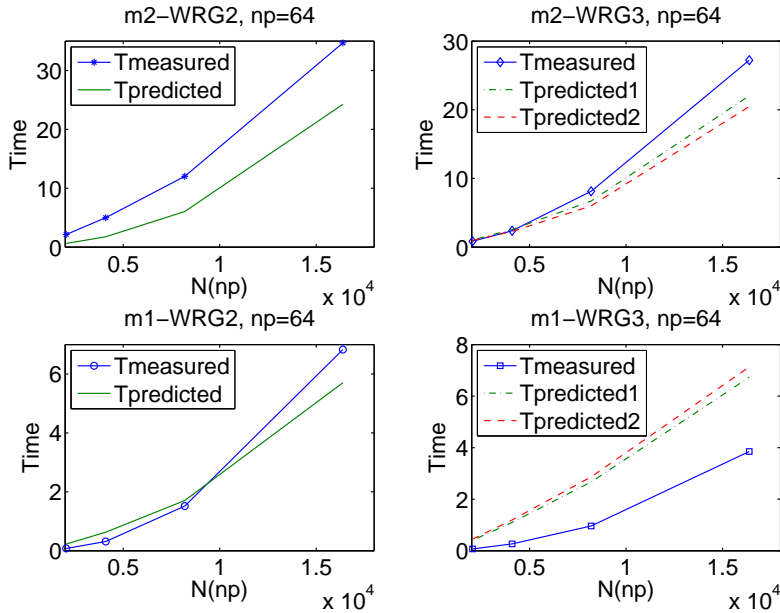 m2−WRG2, np=64
Time
30
20
10
0
Tmeasured
Tpredicted
0.5
1
1.5
N(np)
x 10^4
m2−WRG3, np=64
Time
30
20
10
0
Tmeasured
Tpredicted1
Tpredicted2
0.5
1
1.5
N(np)
x 10^4
m1−WRG2, np=64
Time
6
4
2
0
Tmeasured
Tpredicted
0.5
1
1.5
N(np)
x 10^4
m1−WRG3, np=64
Time
8
6
4
2
0
Tmeasured
Tpredicted1
Tpredicted2
0.5
1
1.5
N(np)
x 10^4